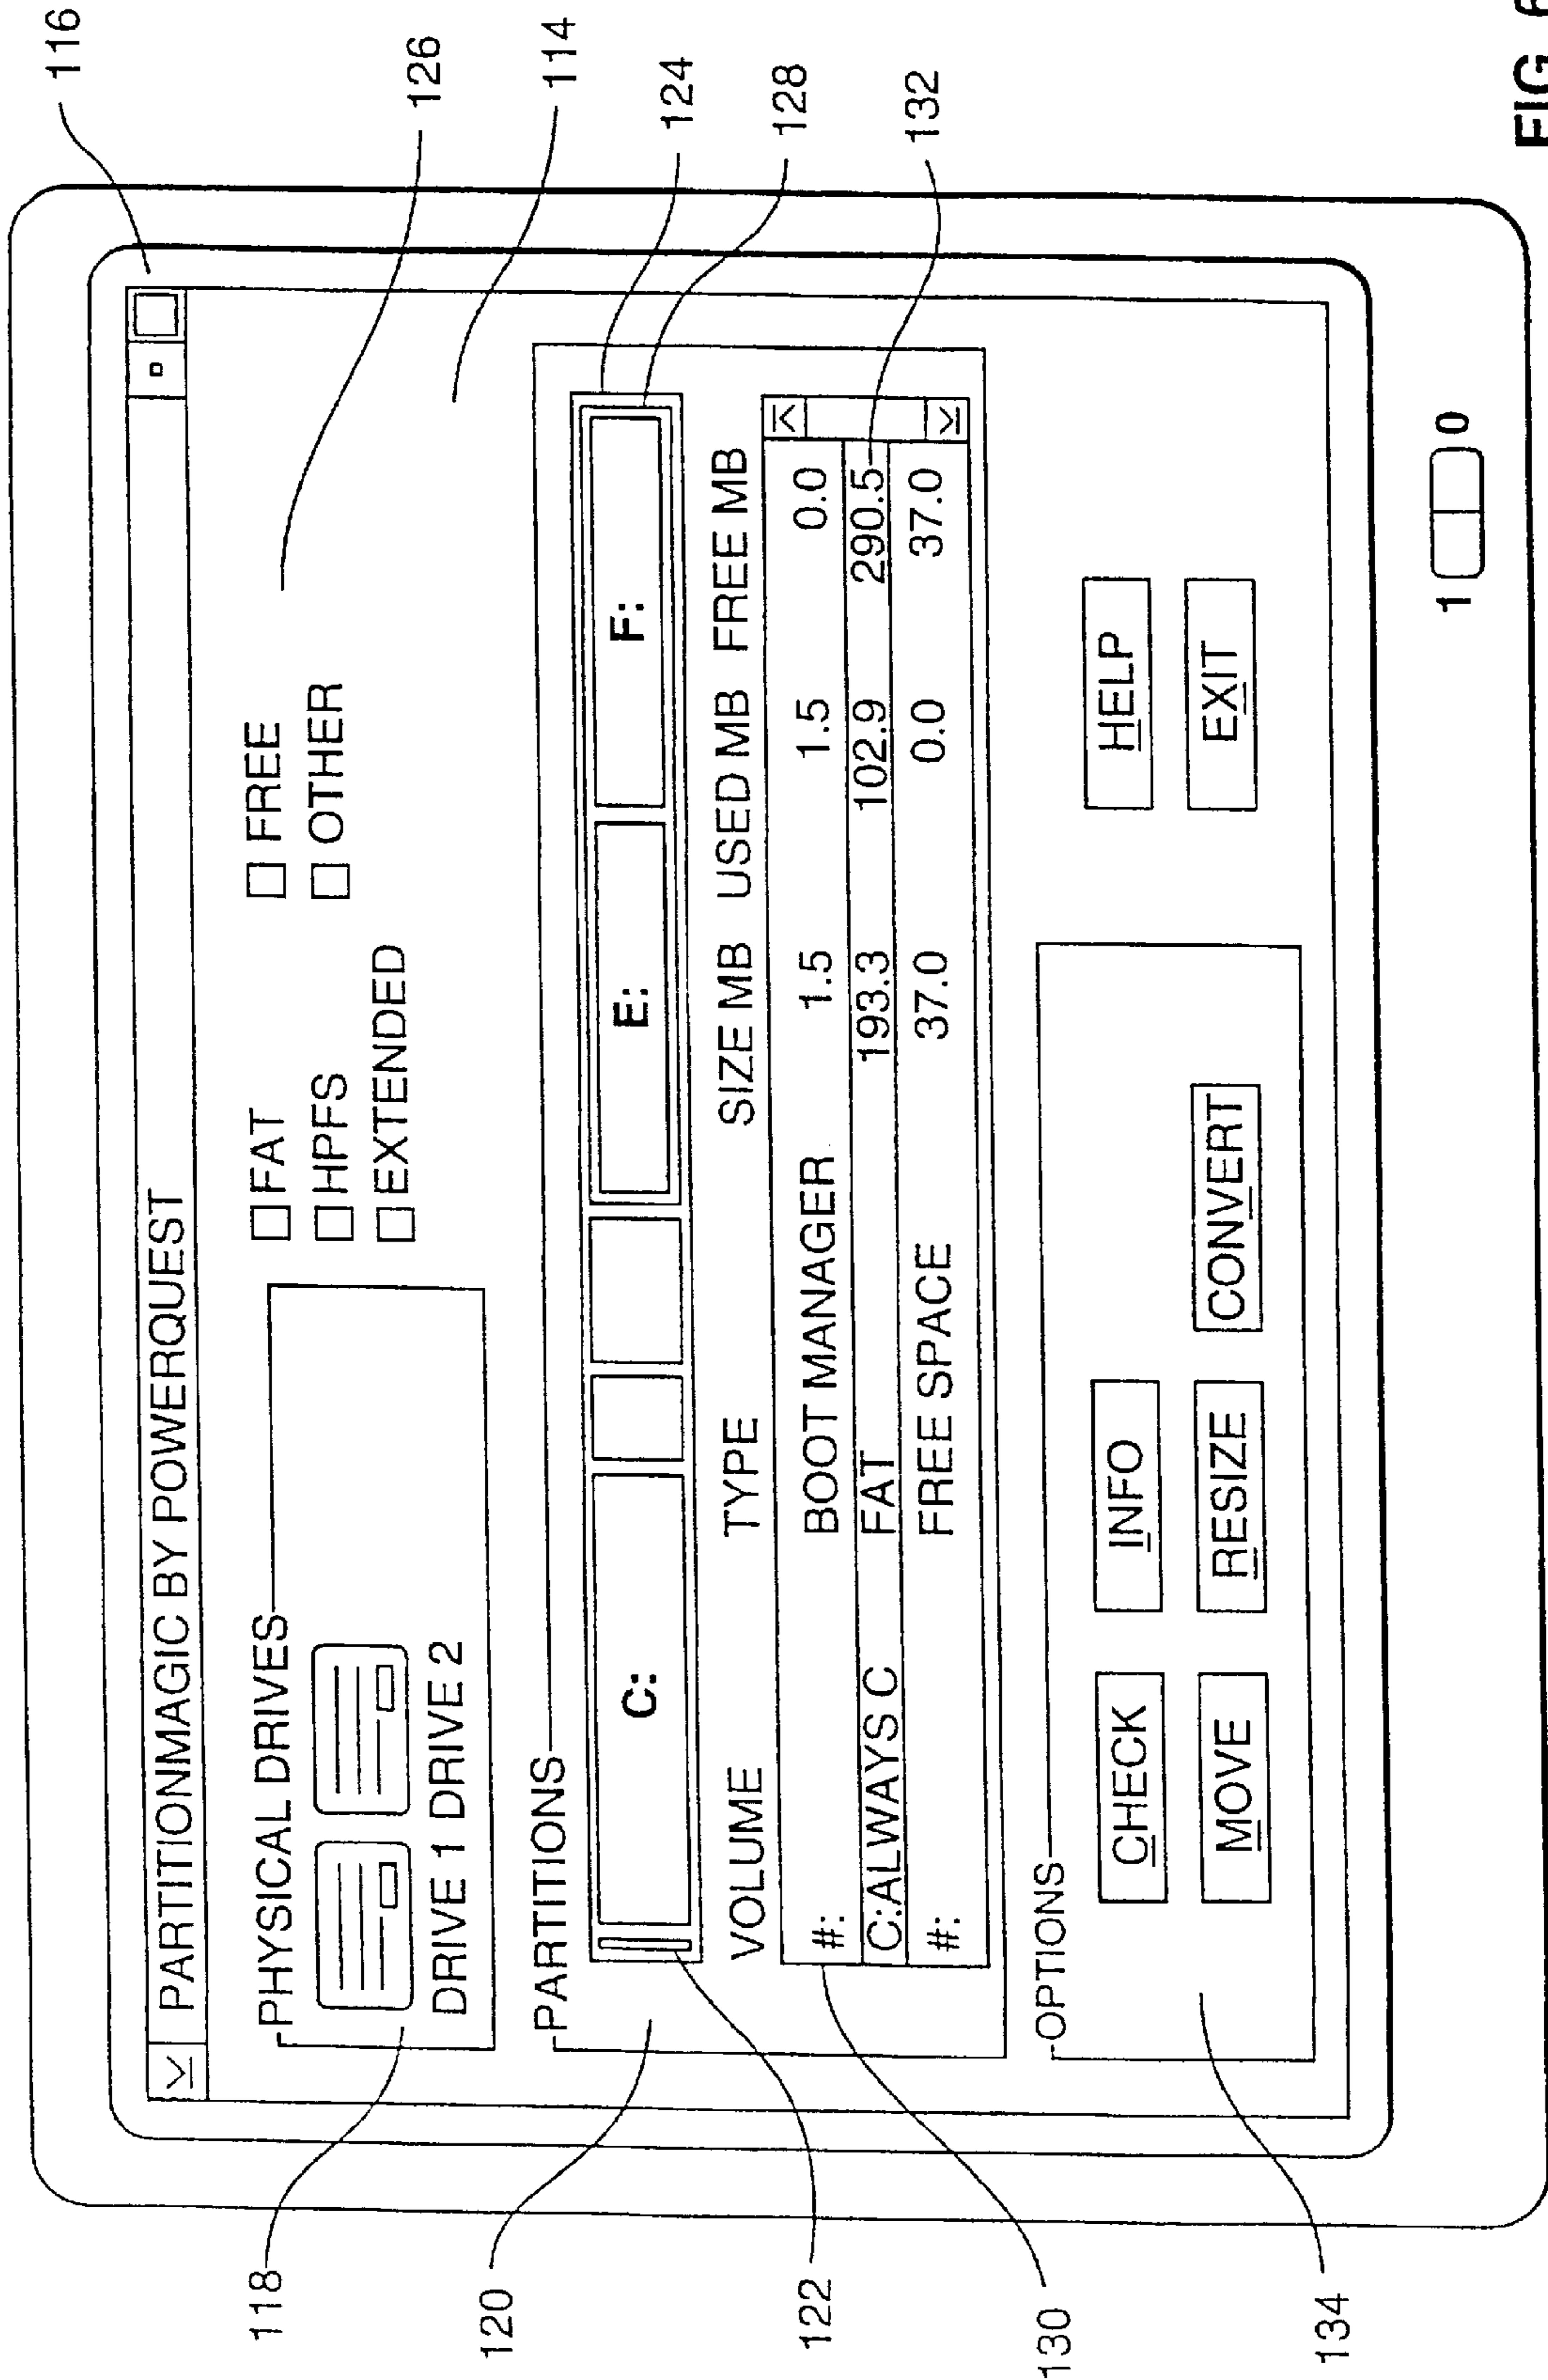 116
126
114
124
128
132
PARTITIONMAGIC BY POWERQUEST
PHYSICAL DRIVES
DRIVE 1 DRIVE 2
FAT
HPFS
EXTENDED
FREE
OTHER
PARTITIONS
C:
E:
F:
VOLUME TYPE SIZE MB USED MB FREE MB
#: BOOT MANAGER 1.5 1.5 0.0
C:ALWAYS C FAT 193.3 102.9 290.5
#: FREE SPACE 37.0 0.0 37.0
OPTIONS
CHECK INFO
MOVE RESIZE CONVERT
HELP
EXIT
1 0
118
120
122
130
134
FIG. 6